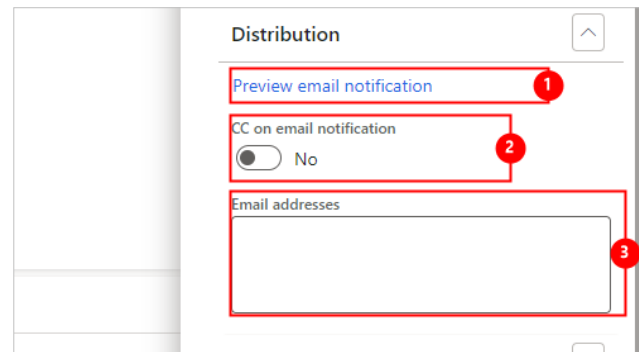 Distribution
Preview email notification
1
CC on email notification
2
No
Email addresses
3